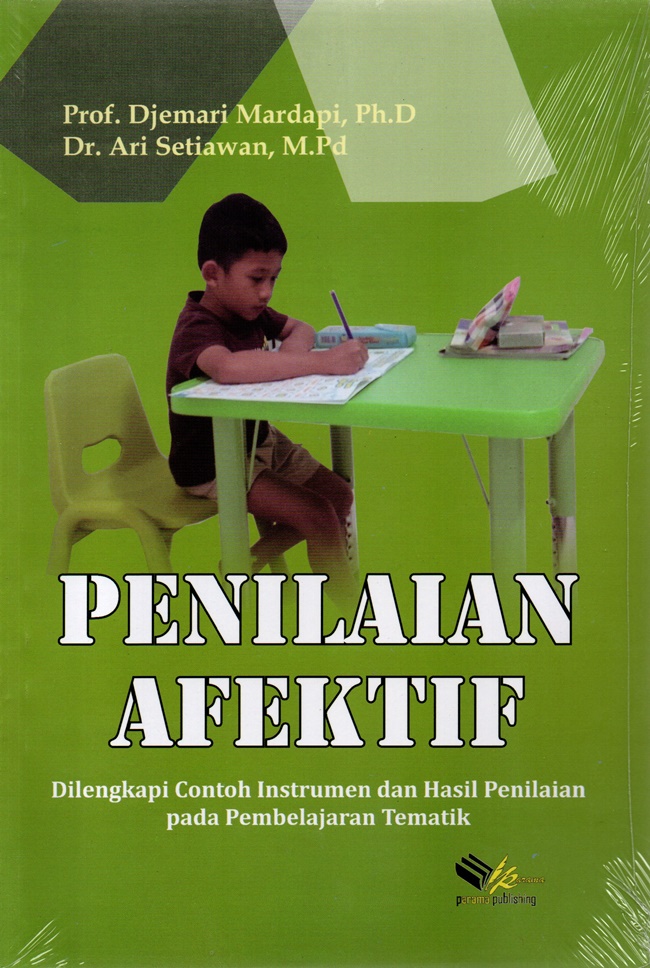 Prof. Djemari Mardapi, Ph.D
Dr. Ari Setiawan, M.Pd
PENILAIAN
AFEKTIF
Dilengkapi Contoh Instrumen dan Hasil Penilaian
pada Pembelajaran Tematik
parama publishing